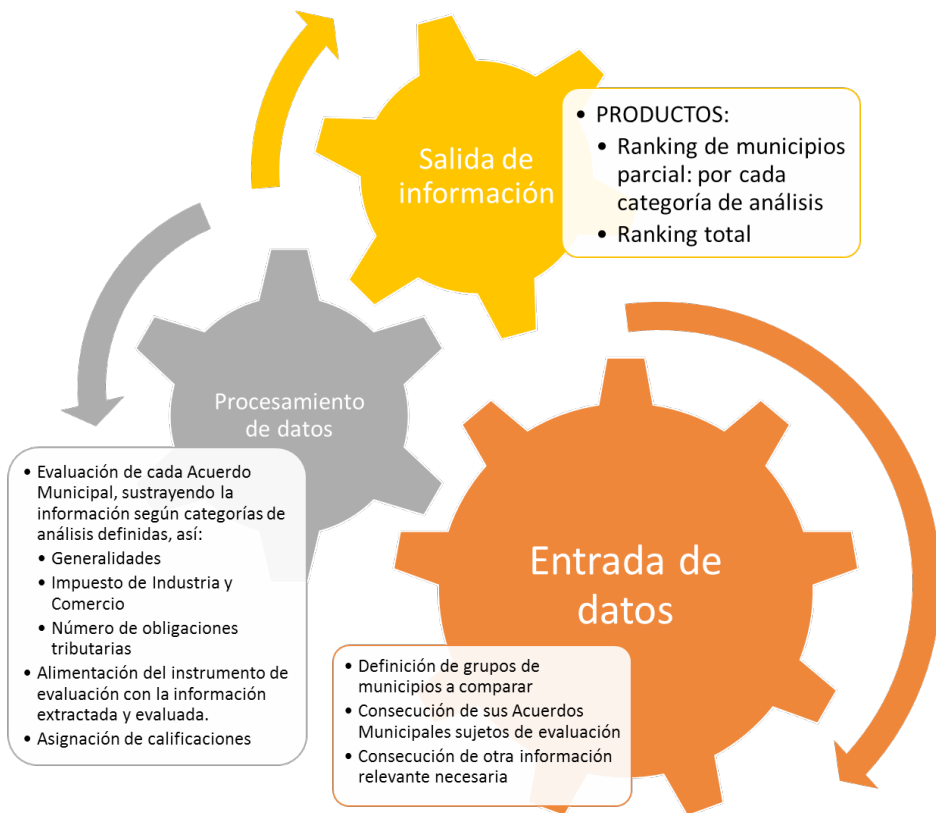 Salida de
información
• PRODUCTOS:
• Ranking de municipios
parcial: por cada
categoría de análisis
• Ranking total
Procesamiento
de datos
• Evaluación de cada Acuerdo
Municipal, sustrayendo la
información según categorías de
análisis definidas, así:
• Generalidades
• Impuesto de Industria y
Comercio
• Número de obligaciones
tributarias
• Alimentación del instrumento de
evaluación con la información
extractada y evaluada.
• Asignación de calificaciones
Entrada de
datos
• Definición de grupos de
municipios a comparar
• Consecución de sus Acuerdos
Municipales sujetos de evaluación
• Consecución de otra información
relevante necesaria